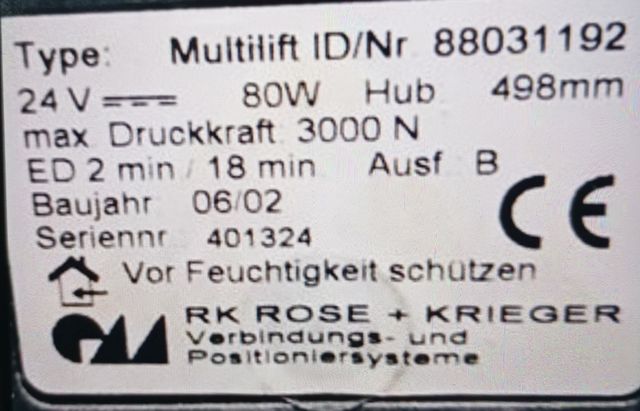 Type: Multilift ID/Nr 88031192
24 V 80W Hub 498mm
max. Druckkraft 3000 N
ED 2 min / 18 min Ausf B
Baujahr 06/02
Seriennr 401324
CE
Vor Feuchtigkeit schützen
RK ROSE + KRIEGER
Verbindungs- und
Positioniersysteme